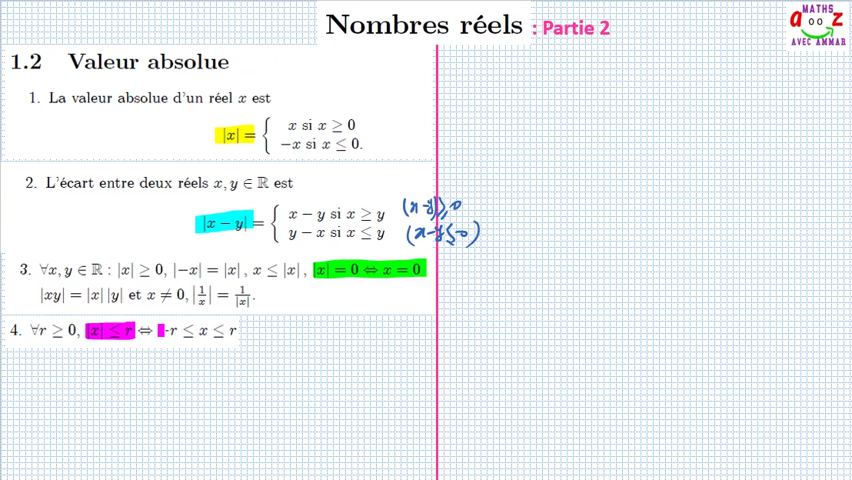 Nombres réels : Partie 2
MATHS
a oo z
AVEC AMMAR
1.2 Valeur absolue
1. La valeur absolue d'un réel x est
|x| = { x si x ≥ 0
−x si x ≤ 0.
2. L'écart entre deux réels x, y ∈ ℝ est
|x − y| = { x − y si x ≥ y (x−y) ≥ 0
y − x si x ≤ y (x−y ≤ 0)
3. ∀x, y ∈ ℝ : |x| ≥ 0, |−x| = |x|, x ≤ |x|, |x| = 0 ⇔ x = 0
|xy| = |x| |y| et x ≠ 0, |1/x| = 1/|x|.
4. ∀r ≥ 0, |x| ≤ r ⇔ −r ≤ x ≤ r